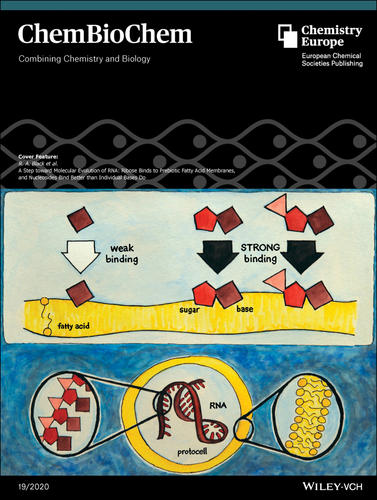 ChemBioChem
Combining Chemistry and Biology
Chemistry
Europe
European Chemical
Societies Publishing
Cover Feature:
R. A. Black et al.
A Step toward Molecular Evolution of RNA: Ribose Binds to Prebiotic Fatty Acid Membranes,
and Nucleosides Bind Better than Individual Bases Do
weak
binding
STRONG
binding
sugar
base
fatty acid
RNA
protocell
19/2020
WILEY-VCH